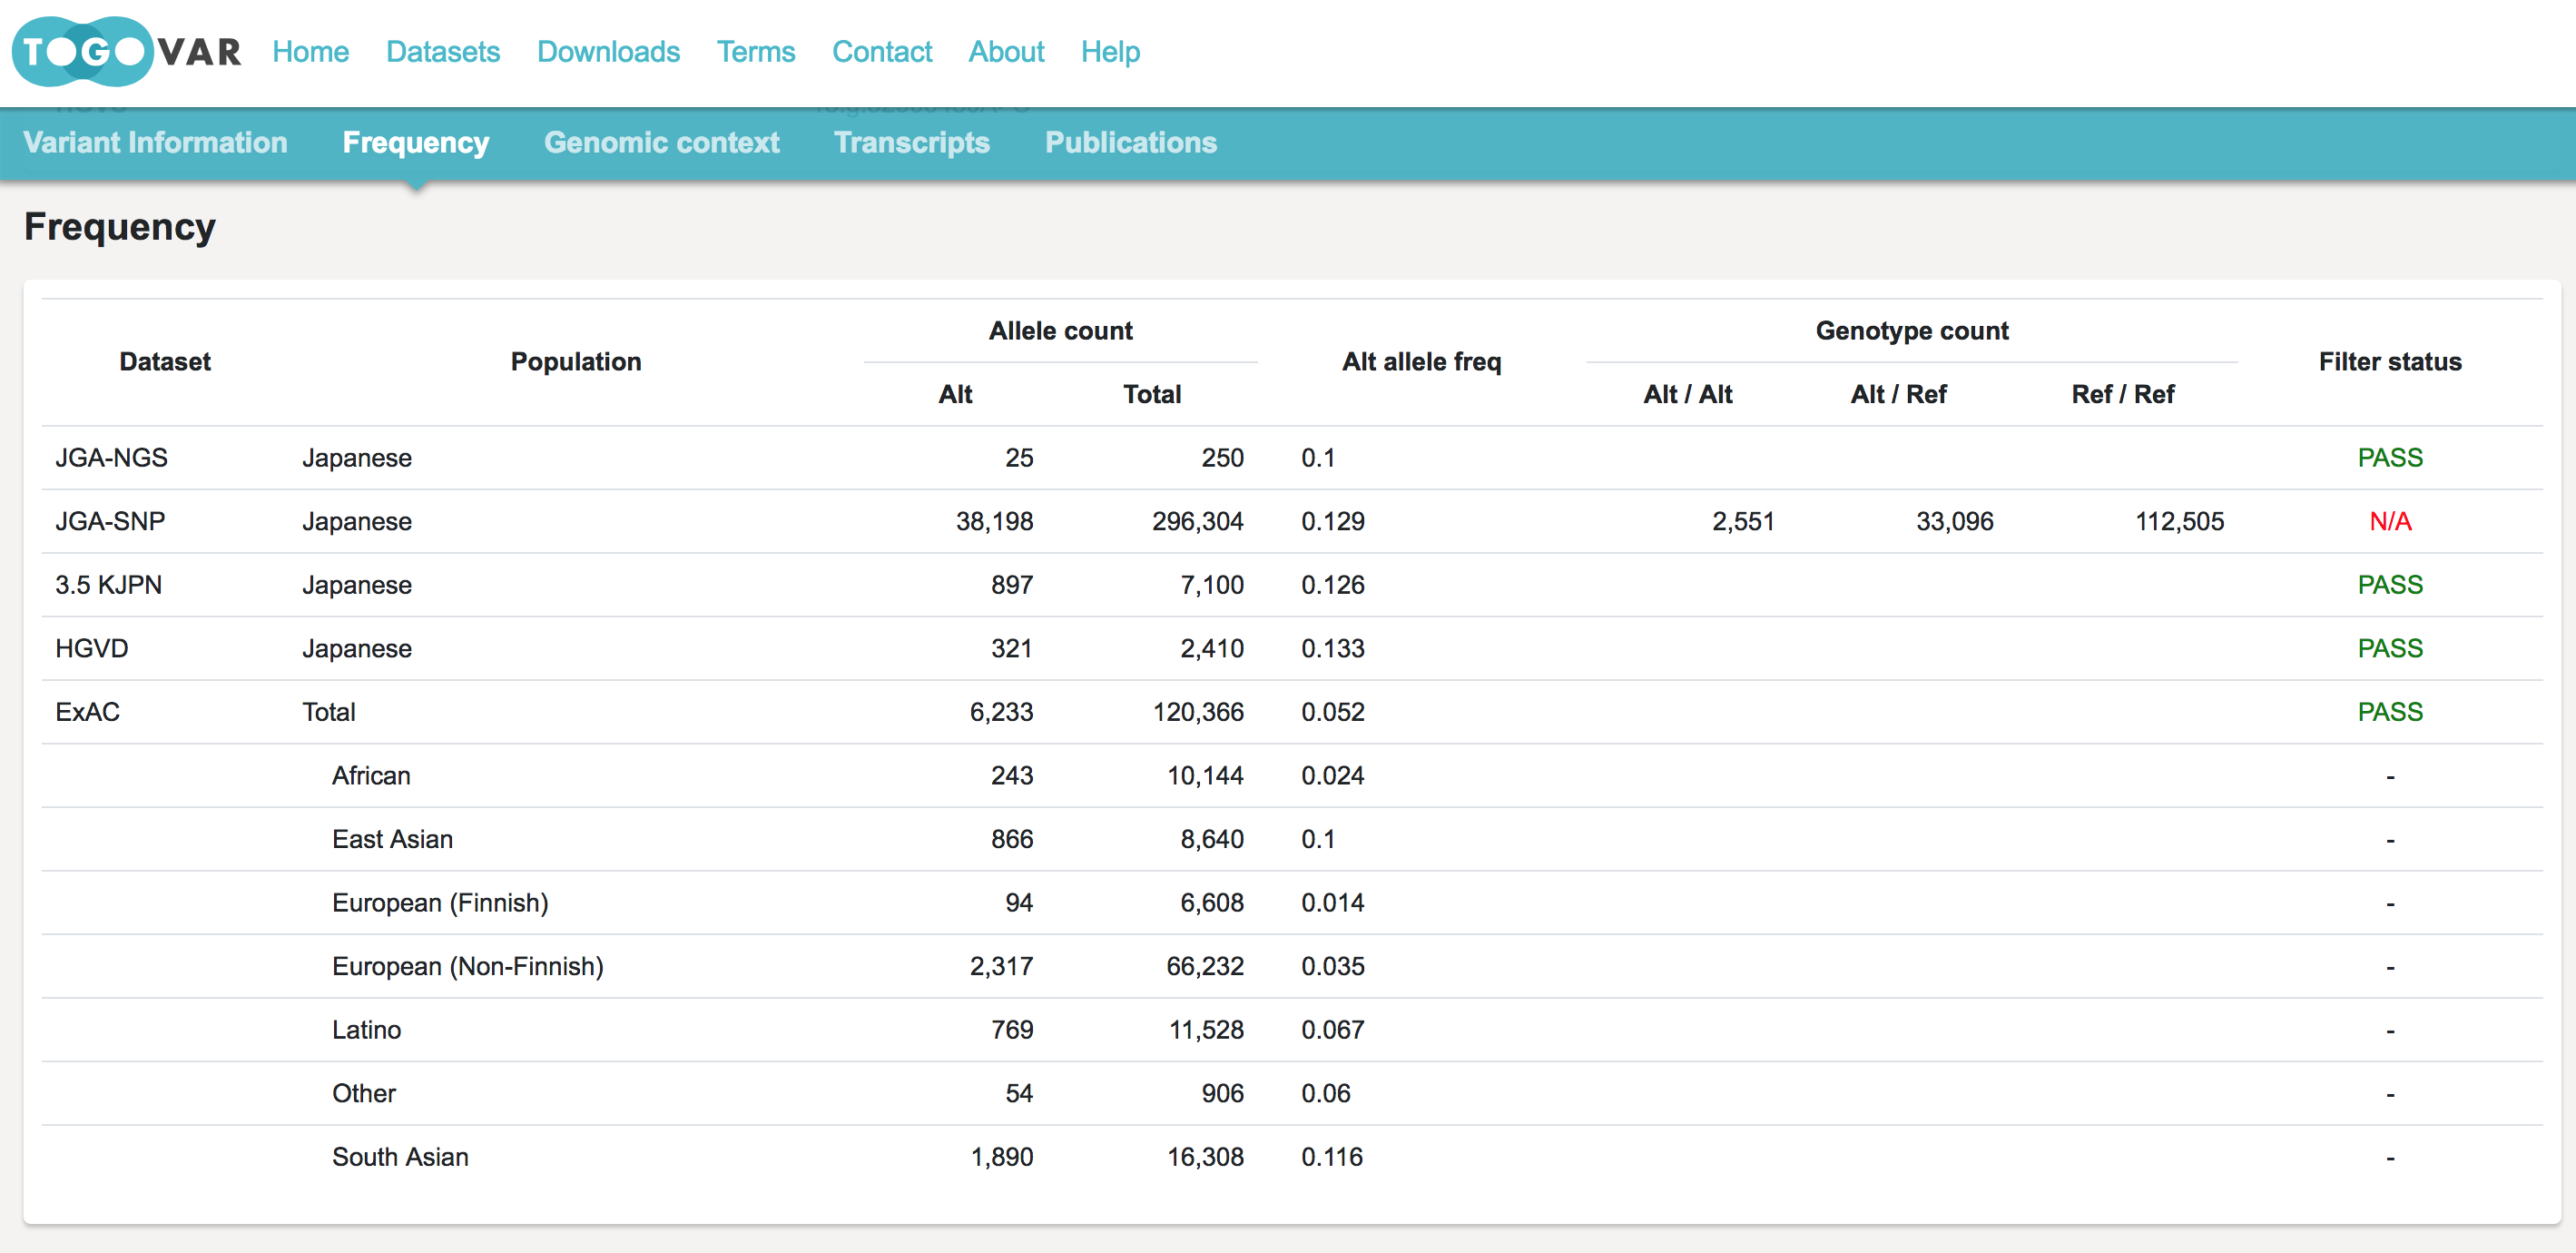 TOGOVAR Home Datasets Downloads Terms Contact About Help
Variant Information Frequency Genomic context Transcripts Publications
Frequency
Dataset Population Allele count Alt allele freq Genotype count Filter status
Alt Total Alt / Alt Alt / Ref Ref / Ref
JGA-NGS Japanese 25 250 0.1 PASS
JGA-SNP Japanese 38,198 296,304 0.129 2,551 33,096 112,505 N/A
3.5 KJPN Japanese 897 7,100 0.126 PASS
HGVD Japanese 321 2,410 0.133 PASS
ExAC Total 6,233 120,366 0.052 PASS
African 243 10,144 0.024 -
East Asian 866 8,640 0.1 -
European (Finnish) 94 6,608 0.014 -
European (Non-Finnish) 2,317 66,232 0.035 -
Latino 769 11,528 0.067 -
Other 54 906 0.06 -
South Asian 1,890 16,308 0.116 -